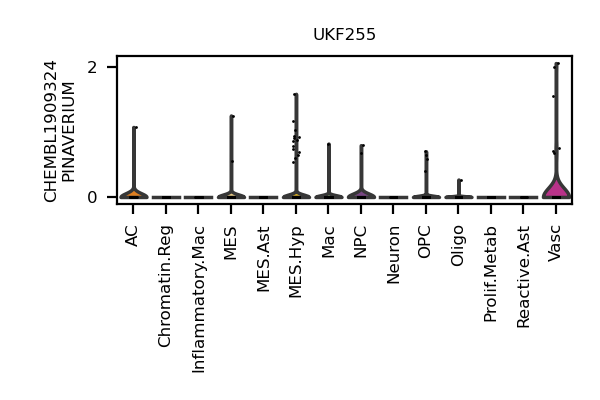 UKF255
CHEMBL1909324
PINAVERIUM
2
0
AC
Chromatin.Reg
Inflammatory.Mac
MES
MES.Ast
MES.Hyp
Mac
NPC
Neuron
OPC
Oligo
Prolif.Metab
Reactive.Ast
Vasc